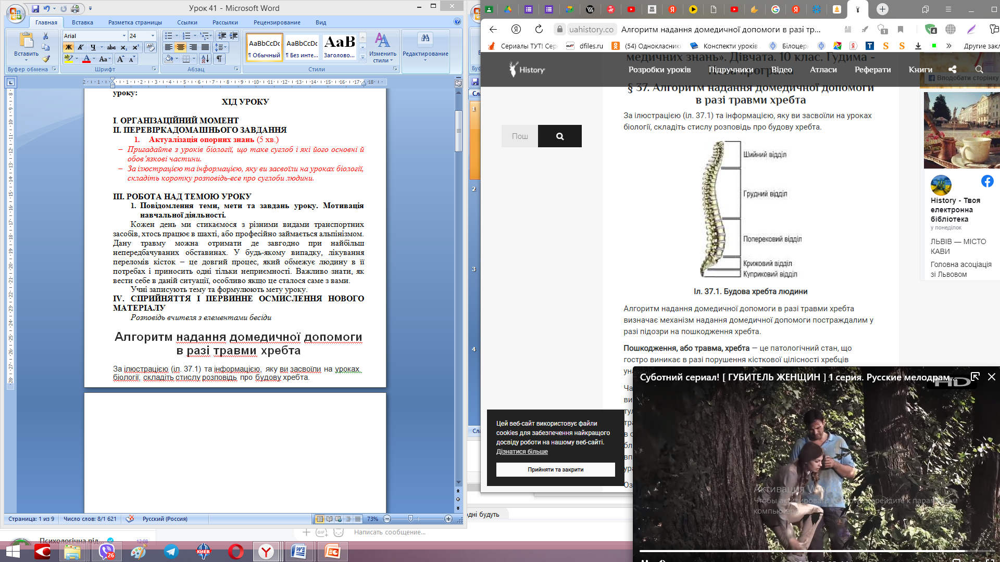 Урок 41 - Microsoft Word
Главная
Вставка
Разметка страницы
Ссылки
Рассылки
Рецензирование
Вид
Вставить
Буфер обмена
Arial
24
Шрифт
Абзац
AaBbCcDc
¶ Обычный
AaBbCcDc
¶ Без инте...
AaB
Заголово...
Изменить стили
Стили
Редактирование
уроку:
ХІД УРОКУ
І. ОРГАНІЗАЦІЙНИЙ МОМЕНТ
ІІ. ПЕРЕВІРКАДОМАШНЬОГО ЗАВДАННЯ
1. Актуалізація опорних знань (5 хв.)
– Пригадайте з уроків біології, що таке суглоб і які його основні й
обов’язкові частини.
– За ілюстрацією та інформацією, яку ви засвоїли на уроках біології,
складіть коротку розповідь-есе про суглоби людини.
ІІІ. РОБОТА НАД ТЕМОЮ УРОКУ
1. Повідомлення теми, мети та завдань уроку. Мотивація
навчальної діяльності.
Кожен день ми стикаємося з різними видами транспортних
засобів, хтось працює в шахті, або професійно займається альпінізмом.
Дану травму можна отримати де завгодно при найбільш
непередбачуваних обставинах. У будь-якому випадку, лікування
переломів кісток – це довгий процес, який обмежує людину в її
потребах і приносить одні тільки неприємності. Важливо знати, як
вести себе в даній ситуації, особливо якщо це сталося саме з вами.
Учні записують тему та формулюють мету уроку.
IV. СПРИЙНЯТТЯ І ПЕРВИННЕ ОСМИСЛЕННЯ НОВОГО
МАТЕРІАЛУ
Розповідь вчителя з елементами бесіди
Алгоритм надання домедичної допомоги
в разі травми хребта
За ілюстрацією (іл. 37.1) та інформацією, яку ви засвоїли на уроках
біології, складіть стислу розповідь про будову хребта.
Страница: 1 из 9
Число слов: 8/1 621
Русский (Россия)
73%
1
2
3
4
uahistory.co
Алгоритм надання домедичної допомоги в разі тр...
Сериалы ТУТ! Сер
dfiles.ru
(54) Одноклассник
Конспекти уроків
Білоцер
»
Другие закл
медичних знань». Дівчата. 10 клас. Гудима -
History
Розробки уроків
Підручники
Відео
Атласи
Реферати
Книги
Вподобати сторінку
§ 37. Алгоритм надання домедичної допомоги
в разі травми хребта
За ілюстрацією (іл. 37.1) та інформацією, яку ви засвоїли на уроках
біології, складіть стислу розповідь про будову хребта.
Пош
Шийний відділ
Грудний відділ
Поперековий відділ
Крижовий відділ
Куприковий відділ
Іл. 37.1. Будова хребта людини
Алгоритм надання домедичної допомоги в разі травми хребта
визначає механізм надання домедичної допомоги постраждалим у
разі підозри на пошкодження хребта.
Пошкодження, або травма, хребта — це патологічний стан, що
гостро виникає в разі порушення кісткової цілісності хребців
History - Твоя
електронна
бібліотека
у понеділок
ЛЬВІВ — МІСТО
КАВИ
Головна асоціація
зі Львовом
Цей веб-сайт використовує файли
cookies для забезпечення найкращого
досвіду роботи на нашому веб-сайті.
Дізнатися більше
Прийняти та закрити
Суботний сериал! [ ГУБИТЕЛЬ ЖЕНЩИН ] 1 серия. Русские мелодрам...
HD
Активация
Чтобы активировать
одні будуть
Написать сообщение...
GIF
Психологічна під...
12:08
26
КИЕВ